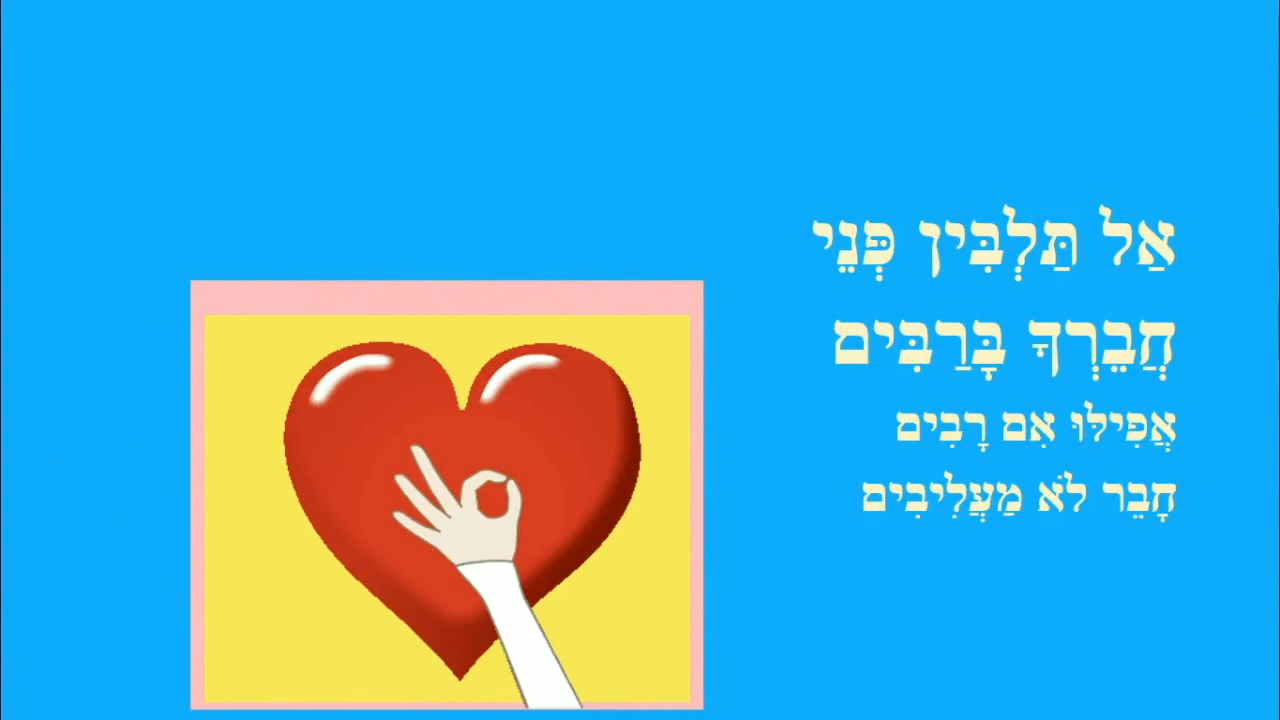 אַל תַּלְבִּין פְּנֵי
חֲבֵרְךָ בָּרַבִּים
אֲפִילּוּ אִם רָבִים
חָבֵר לֹא מַעֲלִיבִים